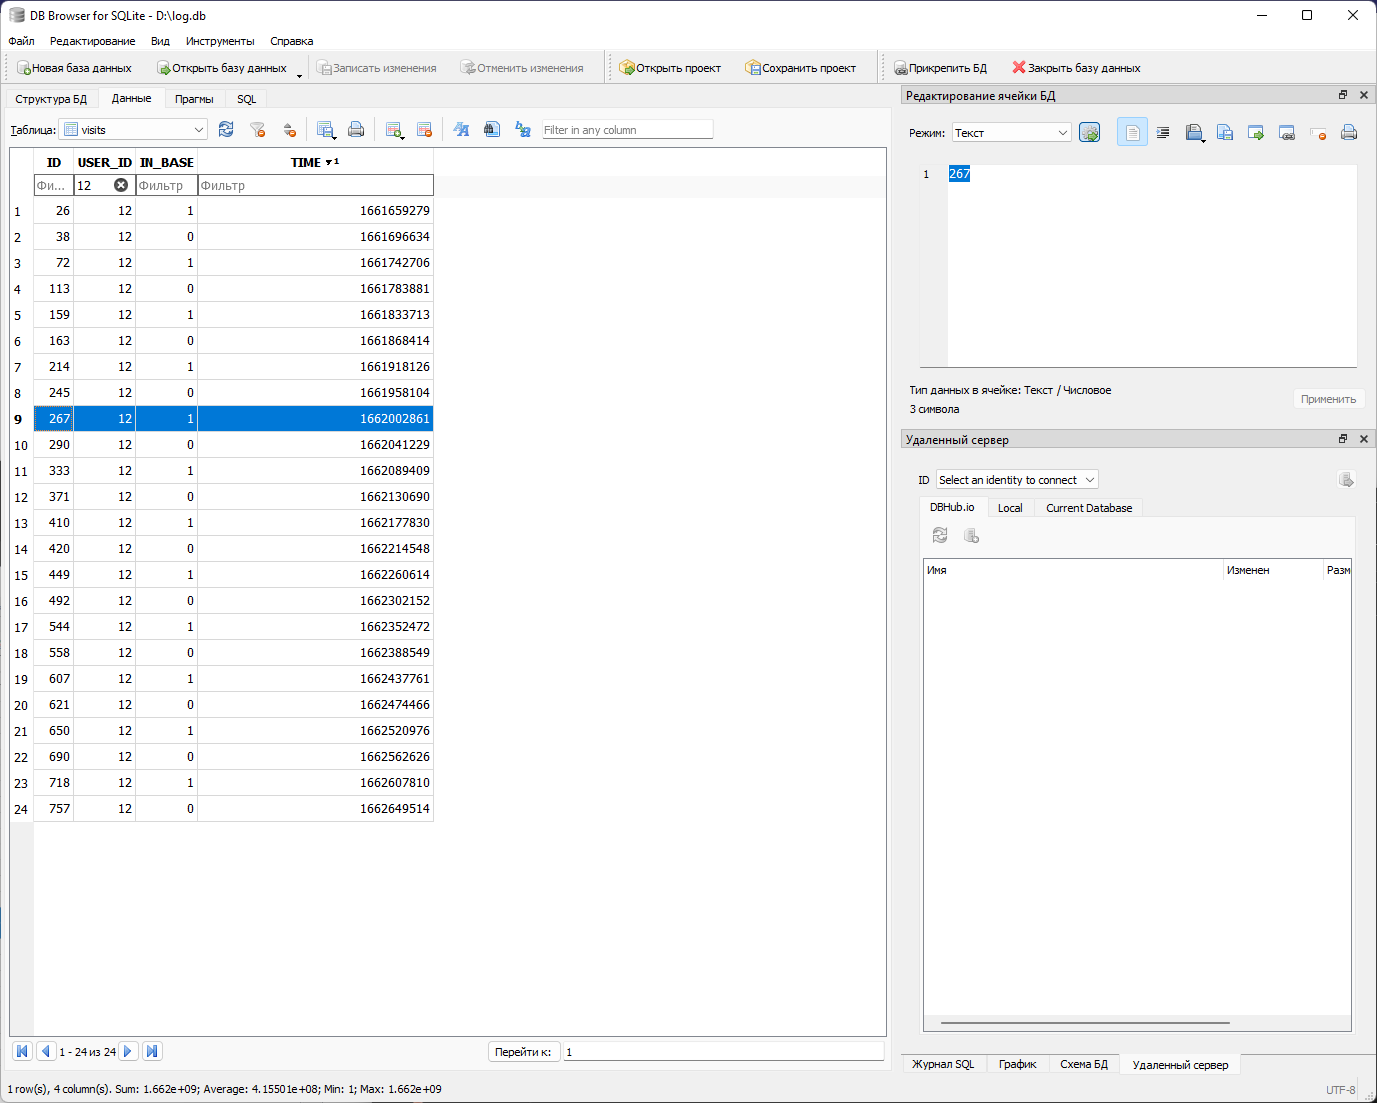 DB Browser for SQLite - D:\log.db
Файл Редактирование Вид Инструменты Справка
Новая база данных Открыть базу данных Записать изменения Отменить изменения Открыть проект Сохранить проект Прикрепить БД Закрыть базу данных
Структура БД Данные Прагмы SQL
Таблица: visits Filter in any column
ID USER_ID IN_BASE TIME 1
Фи... 12 Фильтр Фильтр
1 26 12 1 1661659279
2 38 12 0 1661696634
3 72 12 1 1661742706
4 113 12 0 1661783881
5 159 12 1 1661833713
6 163 12 0 1661868414
7 214 12 1 1661918126
8 245 12 0 1661958104
9 267 12 1 1662002861
10 290 12 0 1662041229
11 333 12 1 1662089409
12 371 12 0 1662130690
13 410 12 1 1662177830
14 420 12 0 1662214548
15 449 12 1 1662260614
16 492 12 0 1662302152
17 544 12 1 1662352472
18 558 12 0 1662388549
19 607 12 1 1662437761
20 621 12 0 1662474466
21 650 12 1 1662520976
22 690 12 0 1662562626
23 718 12 1 1662607810
24 757 12 0 1662649514
1 - 24 из 24 Перейти к: 1
Редактирование ячейки БД
Режим: Текст
1 267
Тип данных в ячейке: Текст / Числовое
3 символа
Применить
Удаленный сервер
ID Select an identity to connect
DBHub.io Local Current Database
Имя Изменен Разм
Журнал SQL График Схема БД Удаленный сервер
1 row(s), 4 column(s). Sum: 1.662e+09; Average: 4.15501e+08; Min: 1; Max: 1.662e+09
UTF-8